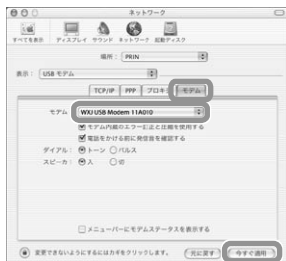 ネットワーク
すべてを表示 ディスプレイ サウンド ネットワーク 起動ディスク
場所： PRIN
表示： USB モデム
TCP/IP PPP プロキシ モデム
モデム WXJ USB Modem 11A010
モデム内蔵のエラー訂正と圧縮を使用する
電話をかける前に発信音を確認する
ダイアル： トーン パルス
スピーカ： 入 切
メニューバーにモデムステータスを表示する
変更できないようにするにはカギをクリックします。 元に戻す 今すぐ適用